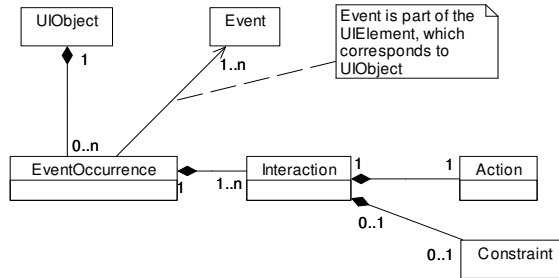 UIObject
Event
Event is part of the
UIElement, which
corresponds to
UIObject
1
1..n
0..n
EventOccurrence
1
1..n
Interaction
1
1
Action
0..1
0..1
Constraint